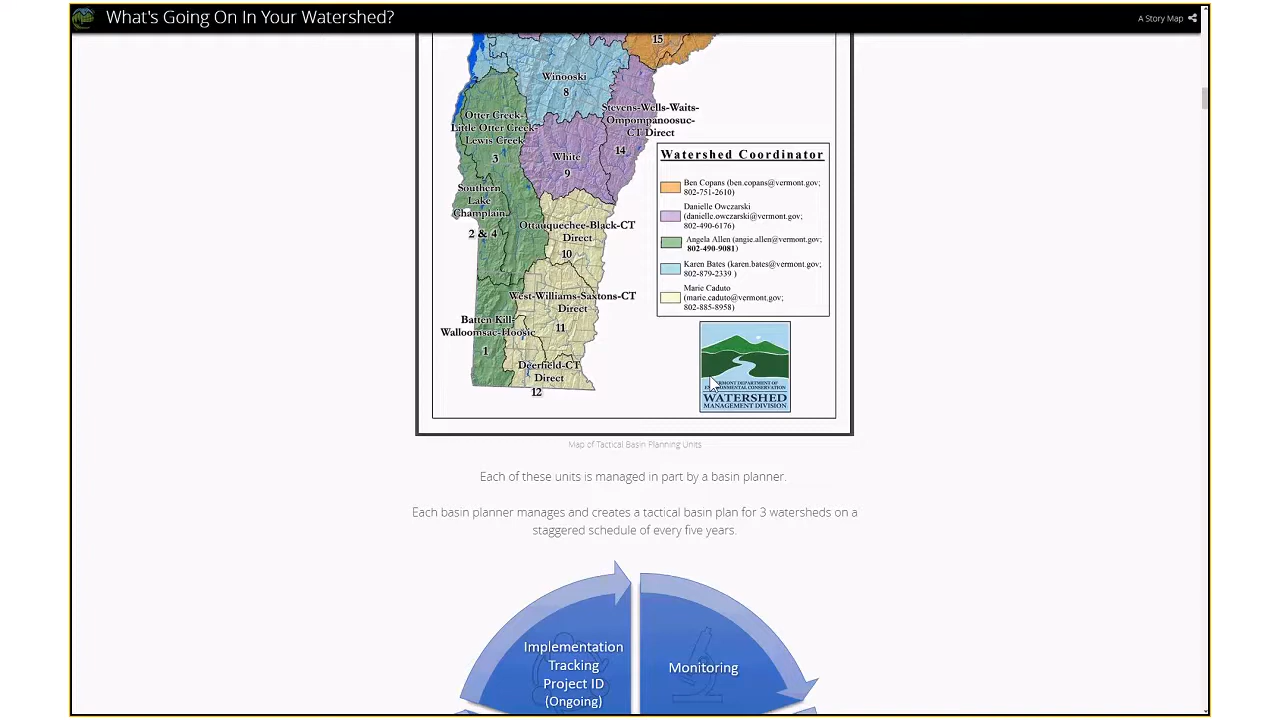 What's Going On In Your Watershed?
A Story Map
15
Winooski
8
Stevens-Wells-Waits-
Ompompanoosuc-
CT Direct
14
Otter Creek-
Little Otter Creek-
Lewis Creek
3
White
9
Watershed Coordinator
Ben Copans (ben.copans@vermont.gov;
802-751-2610)
Danielle Owczarski
(danielle.owczarski@vermont.gov;
802-490-6176)
Angela Allen (angie.allen@vermont.gov;
802-490-9081)
Karen Bates (karen.bates@vermont.gov;
802-879-2339 )
Marie Caduto
(marie.caduto@vermont.gov;
802-885-8958)
Southern
Lake
Champlain
2 & 4
Ottauquechee-Black-CT
Direct
10
West-Williams-Saxtons-CT
Direct
11
Batten Kill-
Walloomsac-Hoosic
1
Deerfield-CT
Direct
12
VERMONT DEPARTMENT OF
ENVIRONMENTAL CONSERVATION
WATERSHED
MANAGEMENT DIVISION
Map of Tactical Basin Planning Units
Each of these units is managed in part by a basin planner.
Each basin planner manages and creates a tactical basin plan for 3 watersheds on a
staggered schedule of every five years.
Implementation
Tracking
Project ID
(Ongoing)
Monitoring